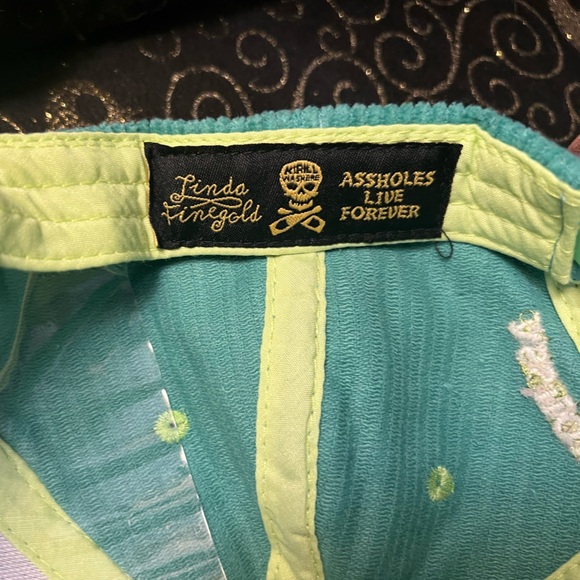 Linda
Finegold
KIRILL
WAS HERE
ASSHOLES
LIVE
FOREVER